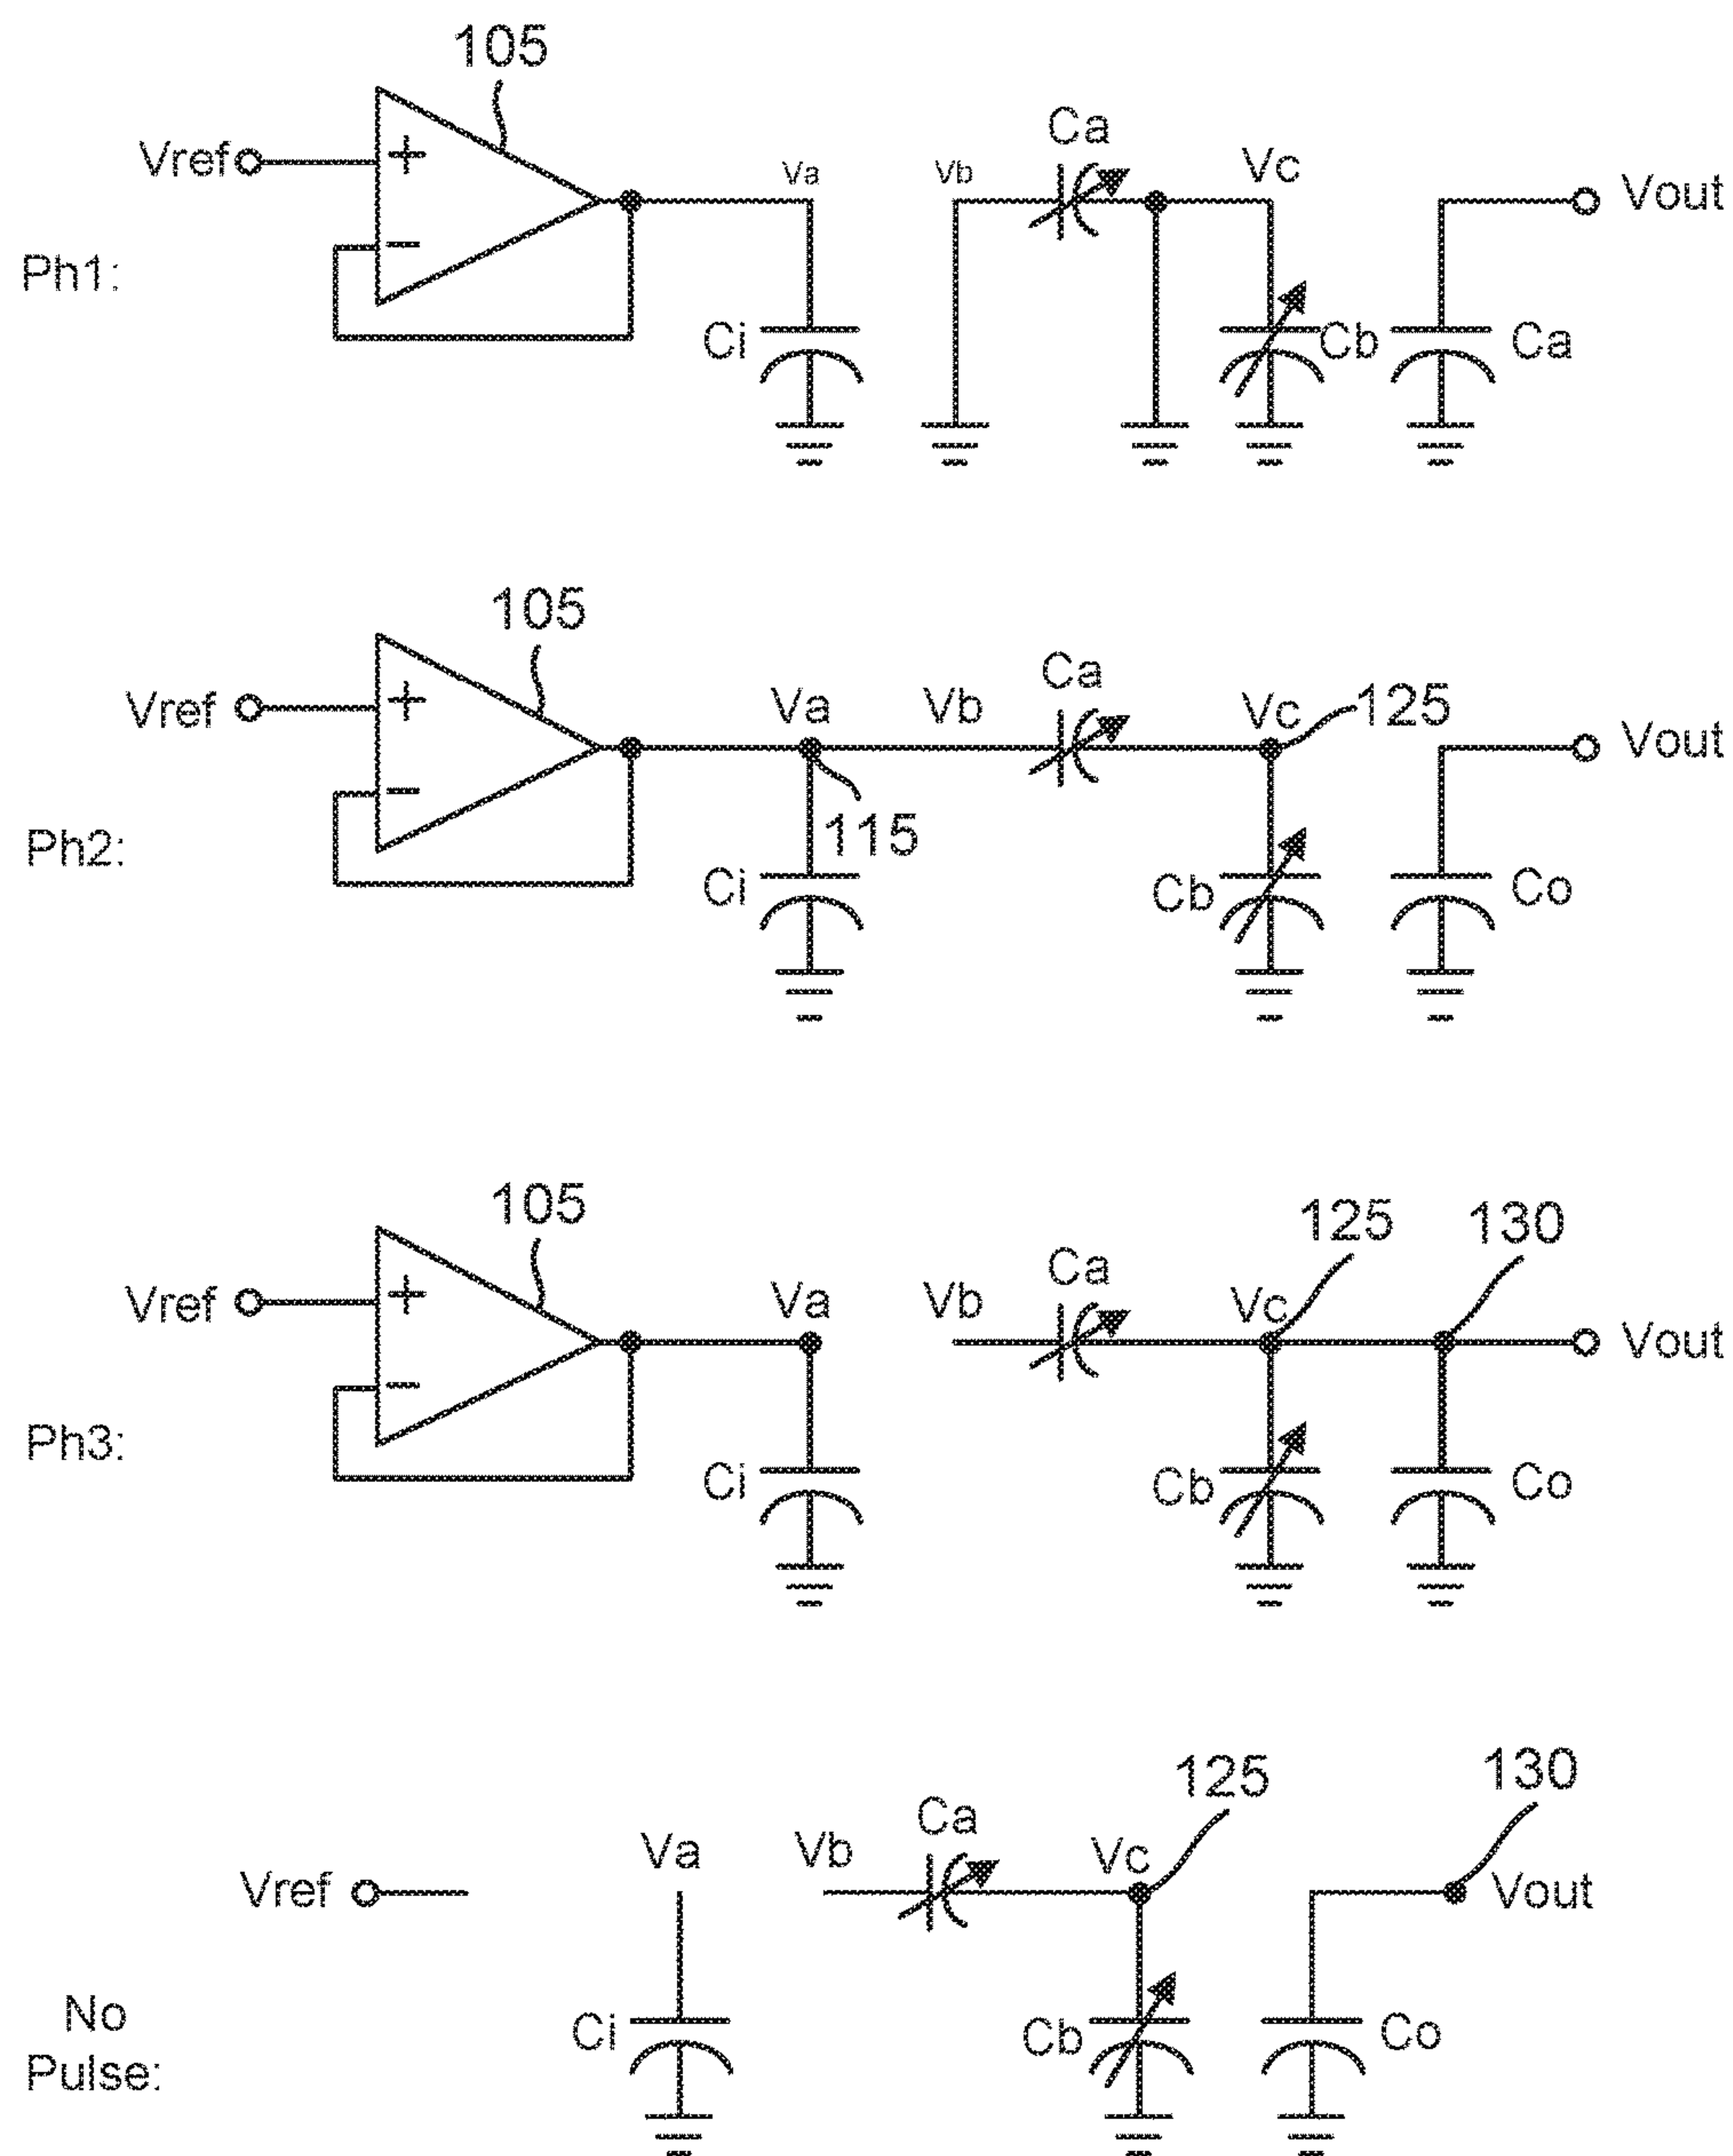 105
Vref
+
−
Va
Vb
Ca
Vc
Vout
Ph1:
Ci
Cb
Ca
105
Vref
+
−
Va
Vb
Ca
Vc
125
Vout
115
Ph2:
Ci
Cb
Co
105
125
130
Vref
+
−
Va
Vb
Ca
Vc
Vout
Ph3:
Ci
Cb
Co
125
130
Vref
Va
Vb
Ca
Vc
Vout
No
Pulse:
Ci
Cb
Co